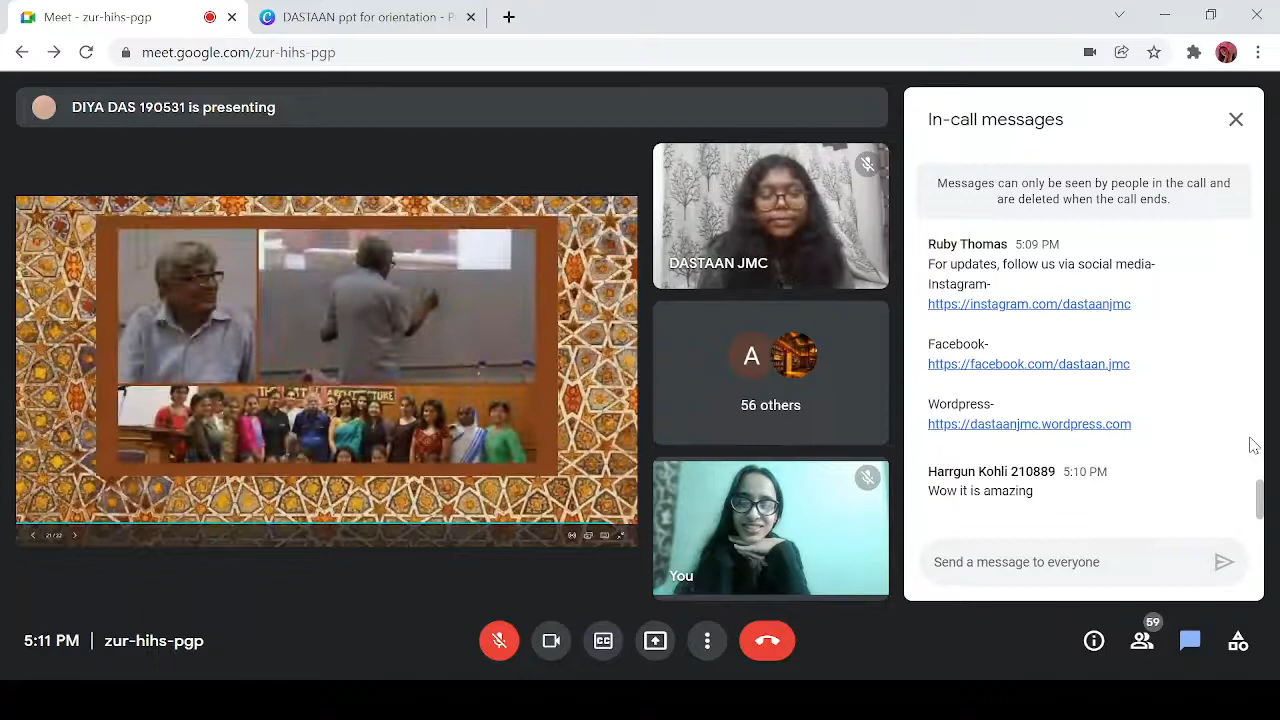 Meet - zur-hihs-pgp
DASTAAN ppt for orientation - P
meet.google.com/zur-hihs-pgp
DIYA DAS 190531 is presenting
ARCHITECTURE
21/32
DASTAAN JMC
A
56 others
You
In-call messages
Messages can only be seen by people in the call and
are deleted when the call ends.
Ruby Thomas 5:09 PM
For updates, follow us via social media-
Instagram-
https://instagram.com/dastaanjmc
Facebook-
https://facebook.com/dastaan.jmc
Wordpress-
https://dastaanjmc.wordpress.com
Harrgun Kohli 210889 5:10 PM
Wow it is amazing
Send a message to everyone
5:11 PM | zur-hihs-pgp
CC
59